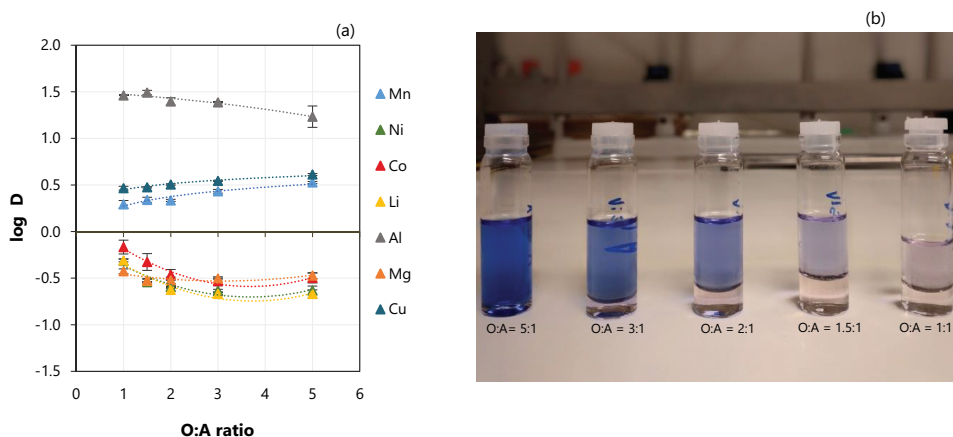 (a)
2.0
1.5
1.0
0.5
0.0
-0.5
-1.0
-1.5
log D
0 1 2 3 4 5 6
O:A ratio
Mn
Ni
Co
Li
Al
Mg
Cu
(b)
O:A= 5:1
O:A = 3:1
O:A = 2:1
O:A = 1.5:1
O:A = 1:1